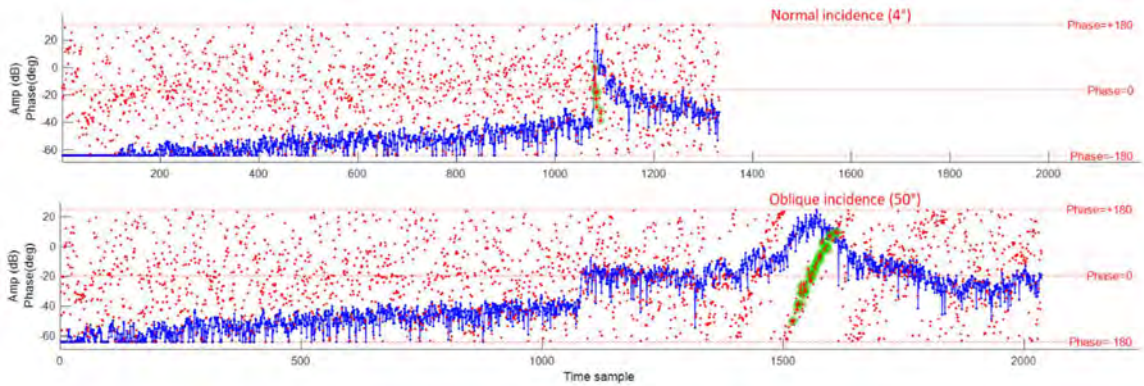 Normal incidence (4°)
Phase=+180
20
0
-20
-40
-60
Amp (dB)
Phase(deg)
Phase=0
Phase=-180
200
400
600
800
1000
1200
1400
1600
1800
2000
Oblique incidence (50°)
Phase=+180
20
0
-20
-40
-60
Amp (dB)
Phase(deg)
Phase=0
Phase=-180
0
500
1000
1500
2000
Time sample